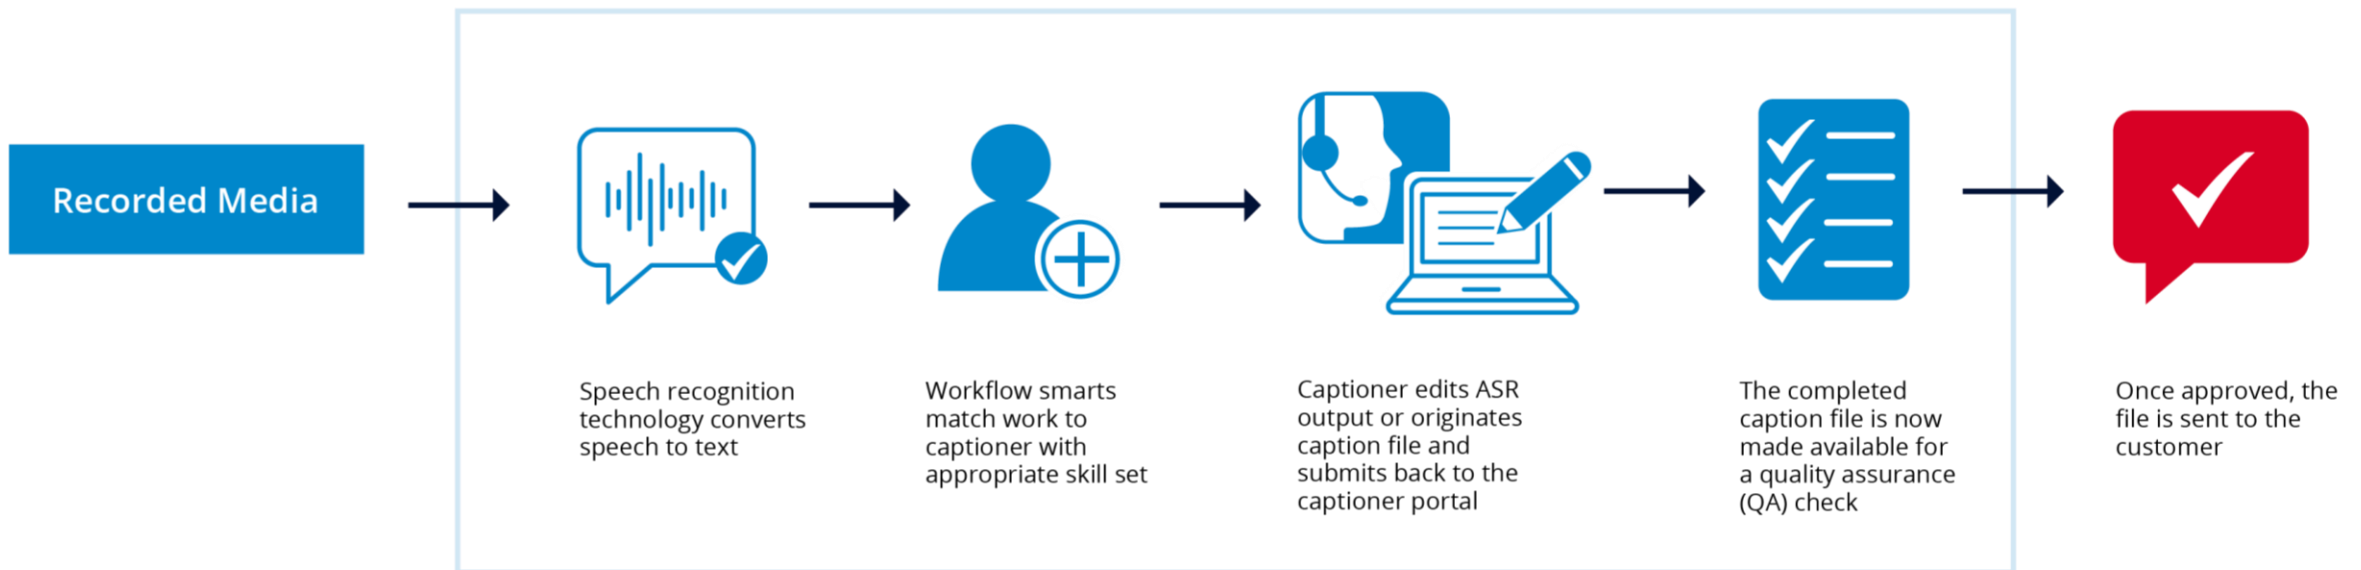 Recorded Media
Speech recognition
technology converts
speech to text
Workflow smarts
match work to
captioner with
appropriate skill set
Captioner edits ASR
output or originates
caption file and
submits back to the
captioner portal
The completed
caption file is now
made available for
a quality assurance
(QA) check
Once approved, the
file is sent to the
customer